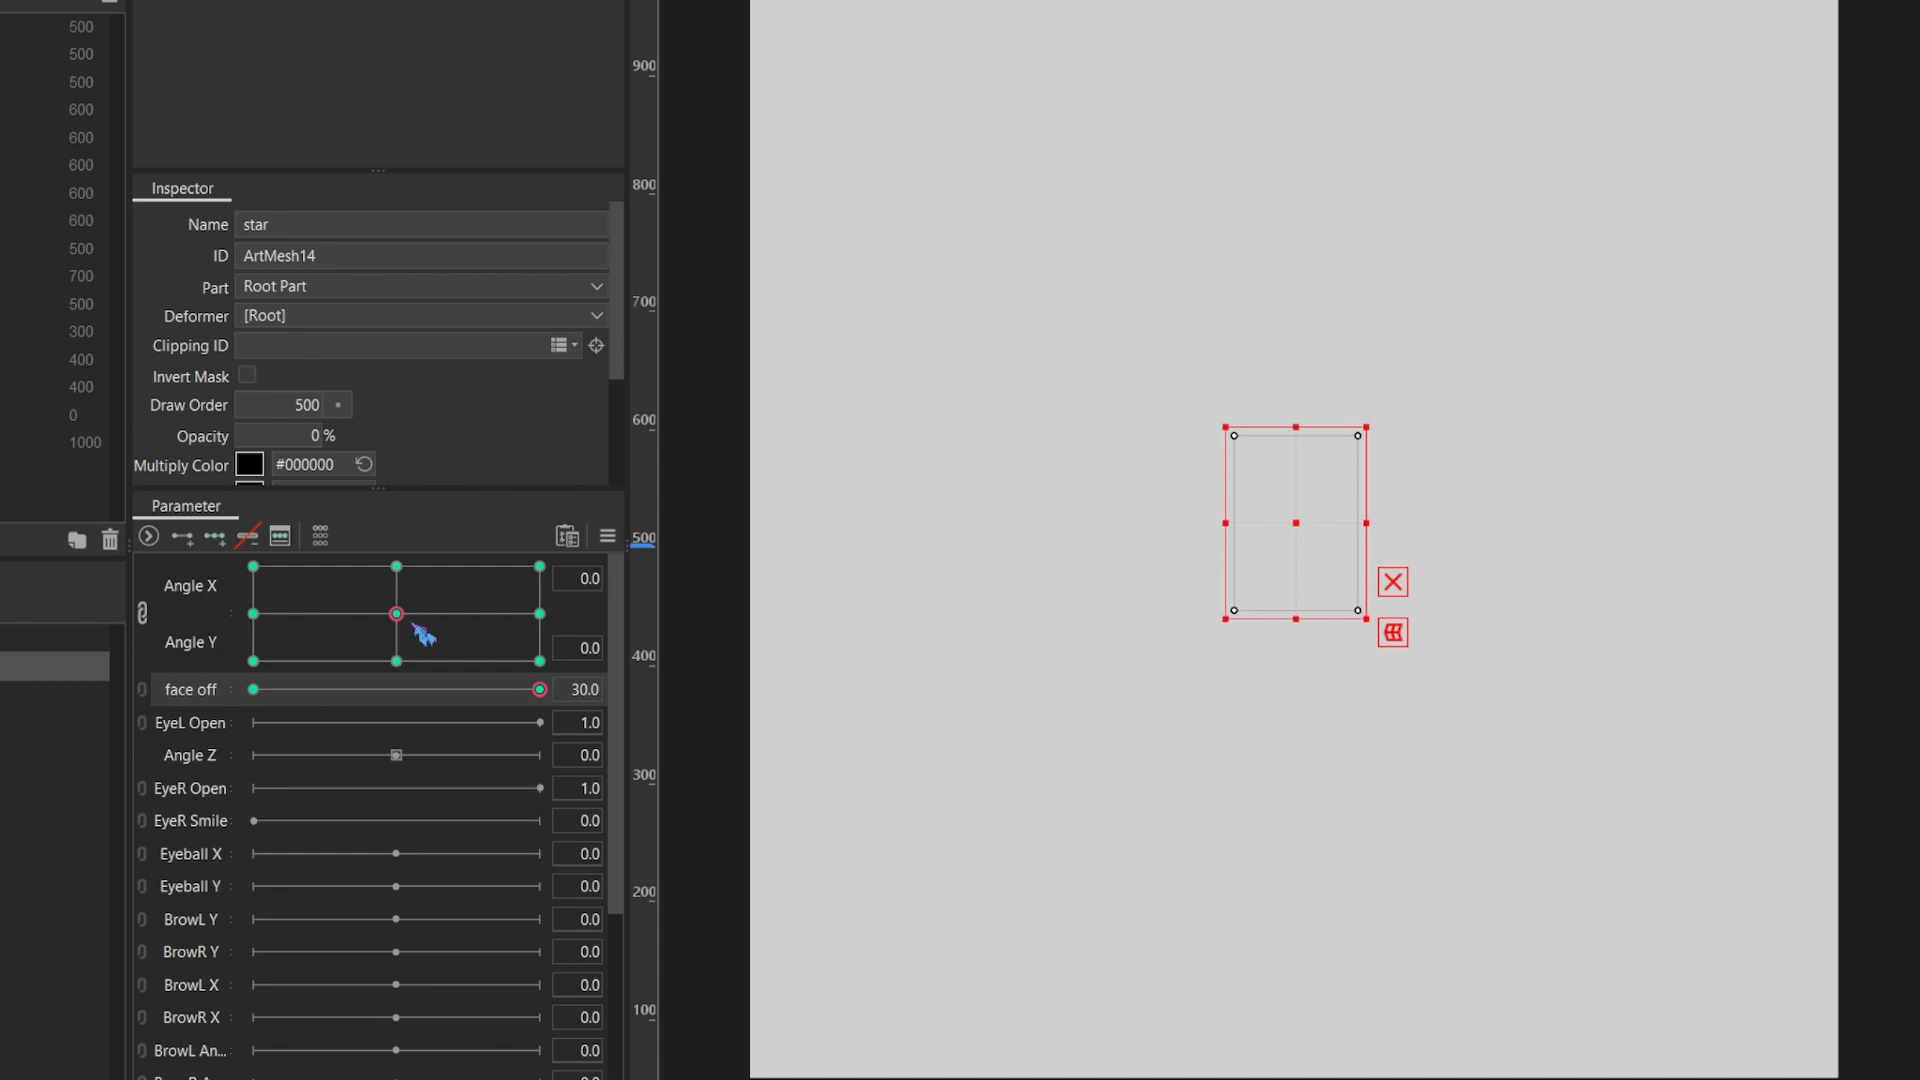 500
500
500
600
600
600
600
600
500
700
500
300
400
400
0
1000
Inspector
Name star
ID ArtMesh14
Part Root Part
Deformer [Root]
Clipping ID
Invert Mask
Draw Order 500
Opacity 0 %
Multiply Color #000000
Parameter
Angle X 0.0
Angle Y 0.0
face off : 30.0
EyeL Open : 1.0
Angle Z : 0.0
EyeR Open : 1.0
EyeR Smile : 0.0
Eyeball X : 0.0
Eyeball Y : 0.0
BrowL Y : 0.0
BrowR Y : 0.0
BrowL X : 0.0
BrowR X : 0.0
BrowL An... : 0.0
900
800
700
600
500
400
300
200
100